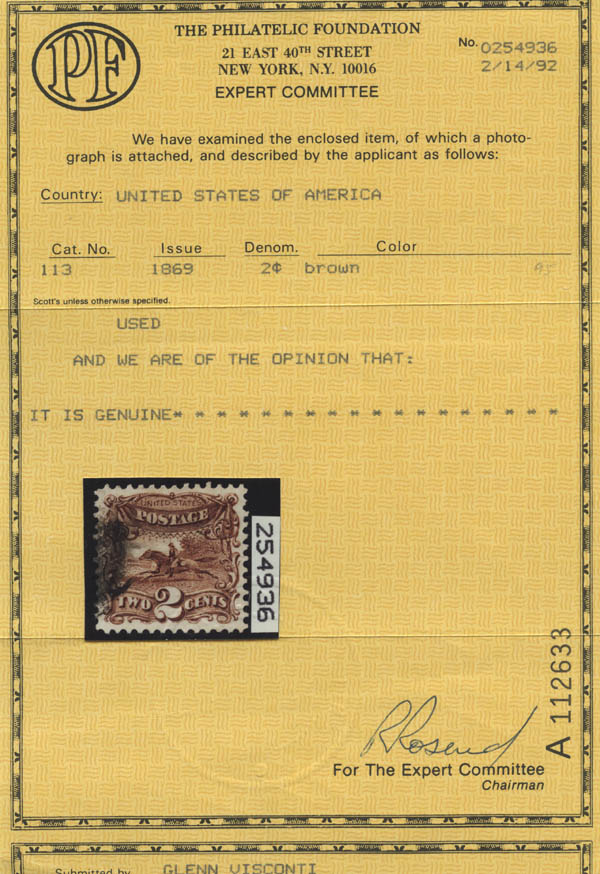 PF
THE PHILATELIC FOUNDATION
21 EAST 40TH STREET
NEW YORK, N.Y. 10016
EXPERT COMMITTEE
No. 0254936
2/14/92
We have examined the enclosed item, of which a photo-
graph is attached, and described by the applicant as follows:
Country: UNITED STATES OF AMERICA
Cat. No. Issue Denom. Color
113 1869 2¢ brown
Scott's unless otherwise specified.
USED
AND WE ARE OF THE OPINION THAT:
IT IS GENUINE* * * * * * * * * * * * * * * * * *
UNITED STATES
POSTAGE
TWO 2 CENTS
254936
A 112633
For The Expert Committee
Chairman
Submitted by GLENN VISCONTI